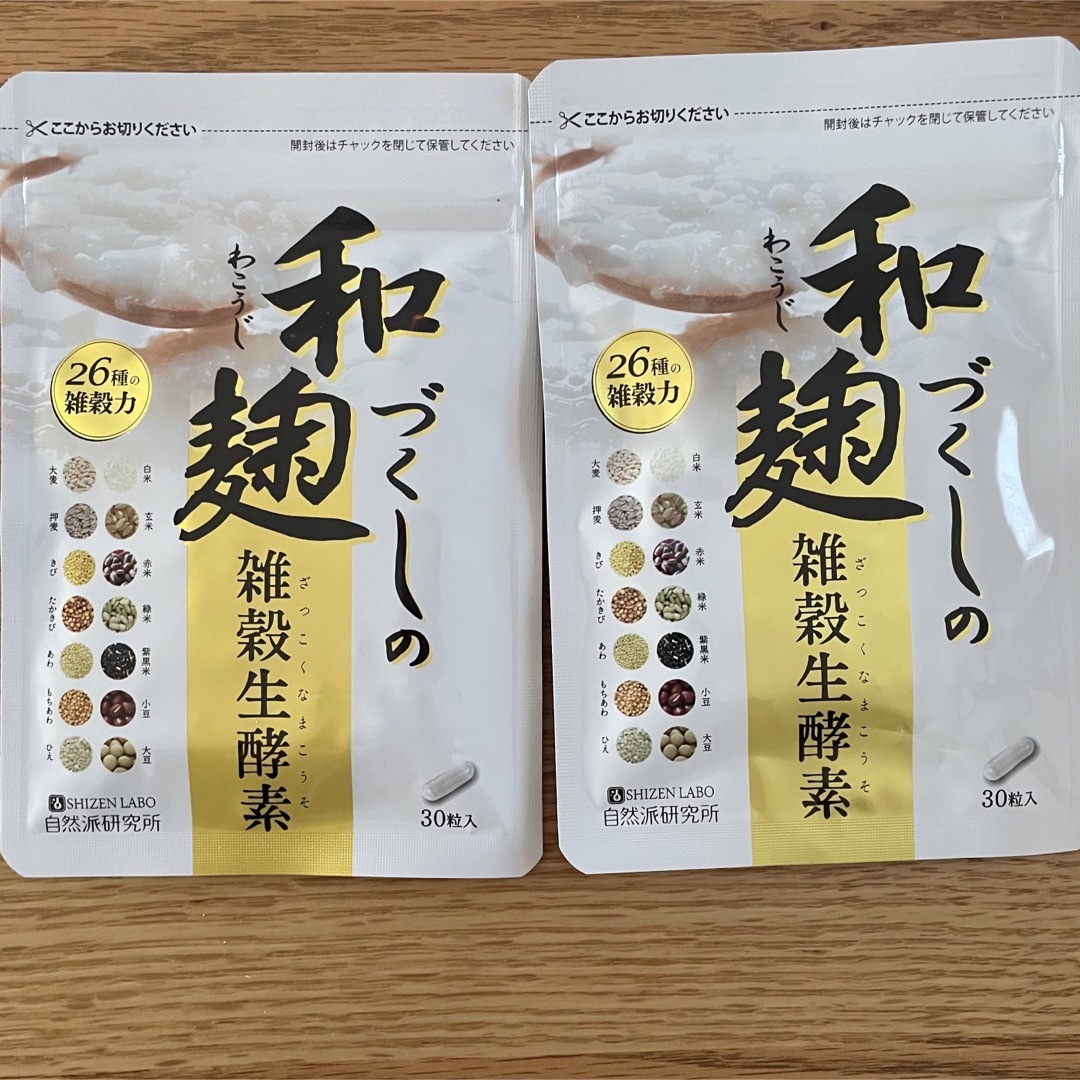 ここからお切りください
開封後はチャックを閉じて保管してください
和麹づくしの
わこうじ
雑穀生酵素
ざっこくなまこうそ
26種の
雑穀力
大麦
白米
押麦
玄米
きび
赤米
たかきび
緑米
あわ
紫黒米
もちあわ
小豆
ひえ
大豆
SHIZEN LABO
自然派研究所
30粒入
ここからお切りください
開封後はチャックを閉じて保管してください
和麹づくしの
わこうじ
雑穀生酵素
ざっこくなまこうそ
26種の
雑穀力
大麦
白米
押麦
玄米
きび
赤米
たかきび
緑米
あわ
紫黒米
もちあわ
小豆
ひえ
大豆
SHIZEN LABO
自然派研究所
30粒入